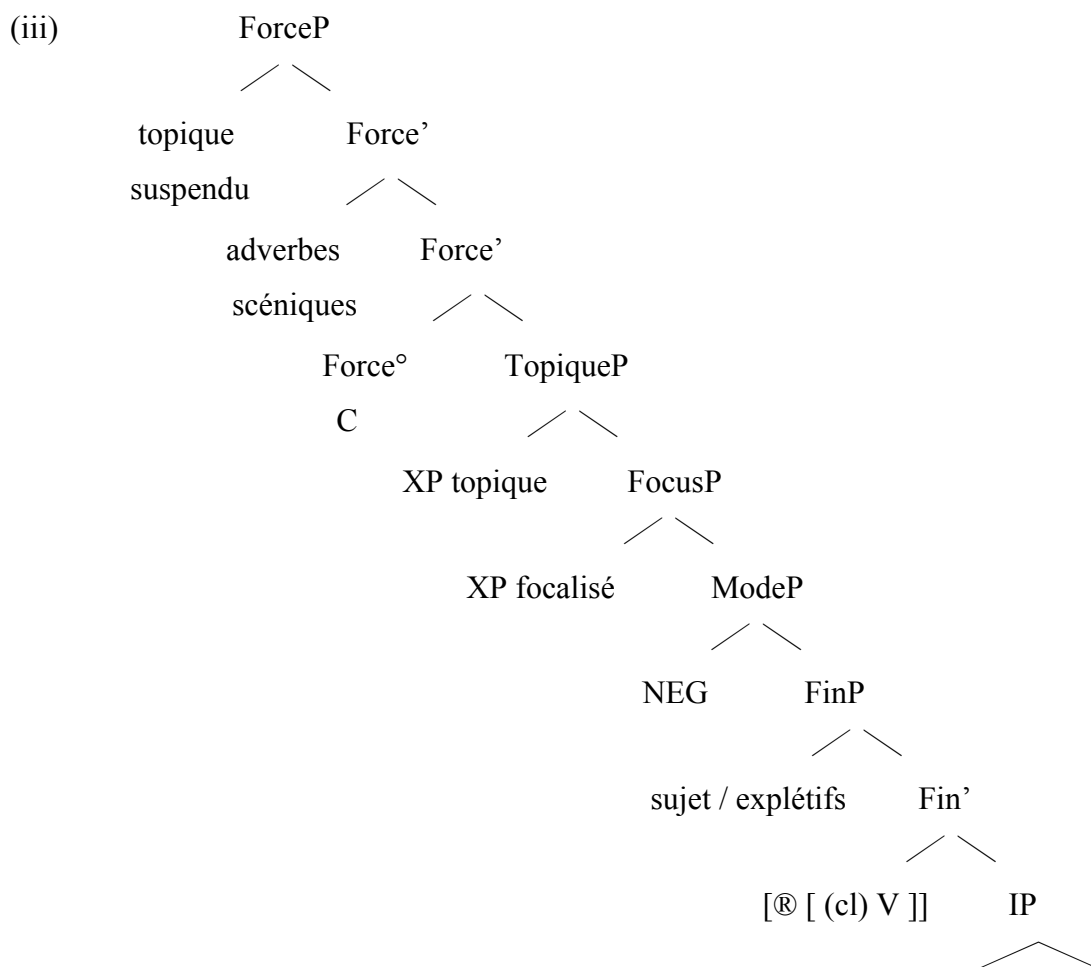 (iii) ForceP
topique Force’
suspendu
adverbes Force’
scéniques
Force° TopiqueP
C
XP topique FocusP
XP focalisé ModeP
NEG FinP
sujet / explétifs Fin’
[® [ (cl) V ]] IP